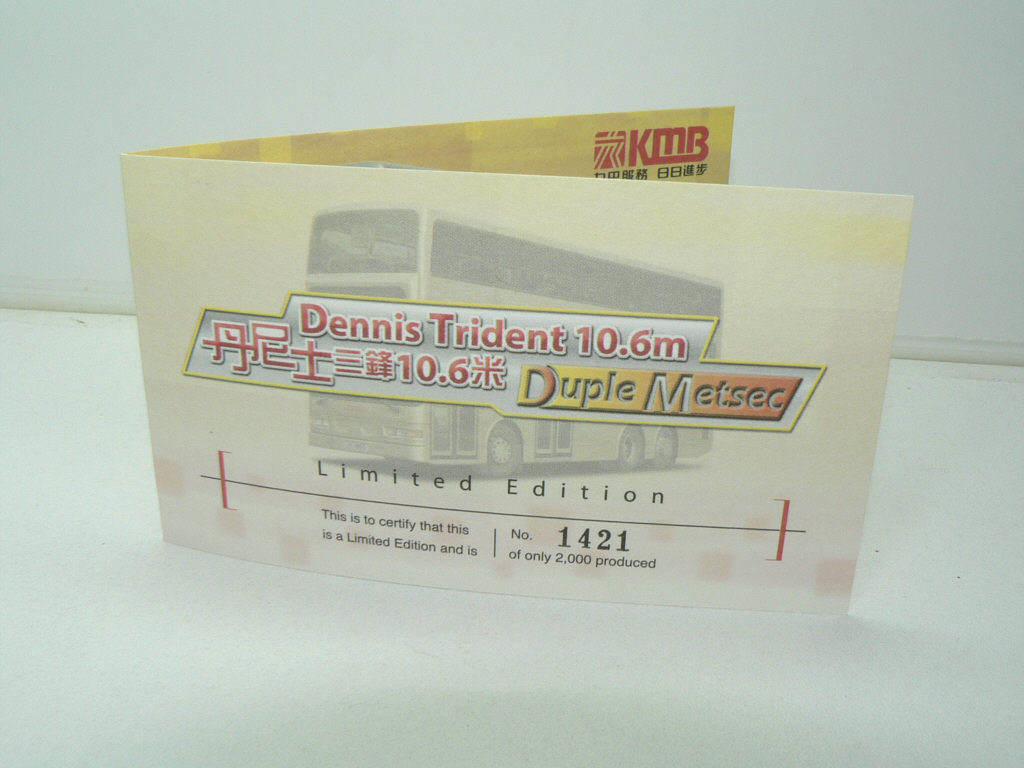 KMB
九巴服務 日日進步
Dennis Trident 10.6m
丹尼士三鋒10.6米
Duple Metsec
Limited Edition
This is to certify that this
is a Limited Edition and is
No. 1421
of only 2,000 produced